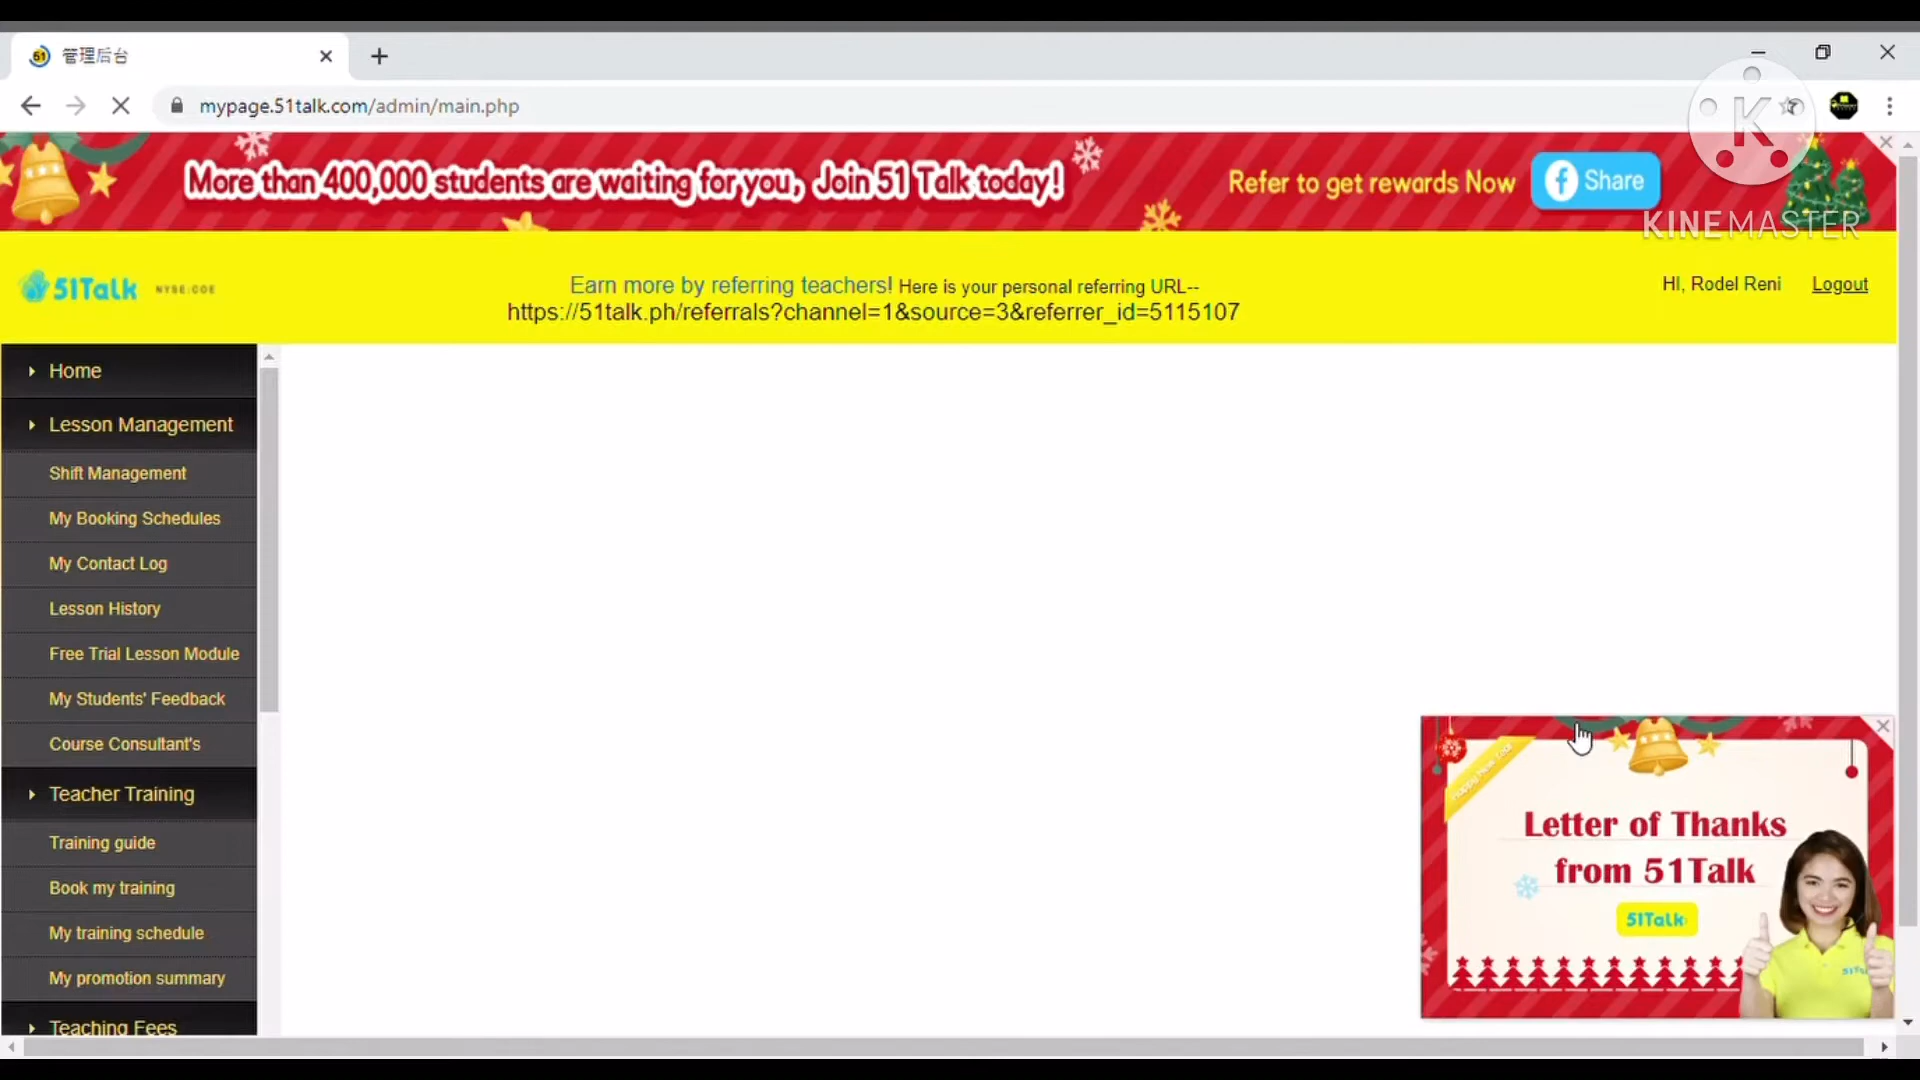 管理后台
mypage.51talk.com/admin/main.php
More than 400,000 students are waiting for you, Join 51 Talk today!
Refer to get rewards Now
Share
K
KINEMASTER
51Talk
NYSE:COE
Earn more by referring teachers! Here is your personal referring URL--
https://51talk.ph/referrals?channel=1&source=3&referrer_id=5115107
HI, Rodel Reni
Logout
Home
Lesson Management
Shift Management
My Booking Schedules
My Contact Log
Lesson History
Free Trial Lesson Module
My Students' Feedback
Course Consultant's
Teacher Training
Training guide
Book my training
My training schedule
My promotion summary
Teaching Fees
Happy New Year
Letter of Thanks
from 51Talk
51Talk